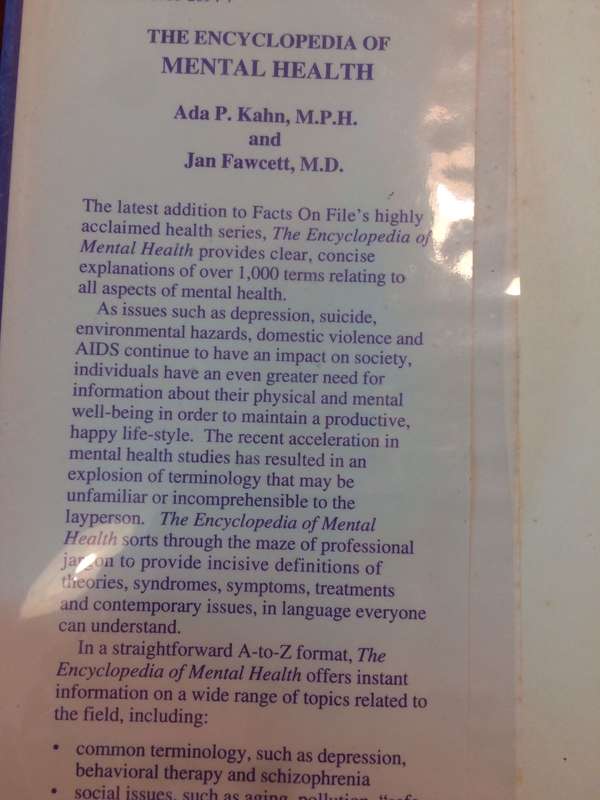 THE ENCYCLOPEDIA OF
MENTAL HEALTH
Ada P. Kahn, M.P.H.
and
Jan Fawcett, M.D.
The latest addition to Facts On File's highly
acclaimed health series, The Encyclopedia of
Mental Health provides clear, concise
explanations of over 1,000 terms relating to
all aspects of mental health.
As issues such as depression, suicide,
environmental hazards, domestic violence and
AIDS continue to have an impact on society,
individuals have an even greater need for
information about their physical and mental
well-being in order to maintain a productive,
happy life-style. The recent acceleration in
mental health studies has resulted in an
explosion of terminology that may be
unfamiliar or incomprehensible to the
layperson. The Encyclopedia of Mental
Health sorts through the maze of professional
jargon to provide incisive definitions of
theories, syndromes, symptoms, treatments
and contemporary issues, in language everyone
can understand.
In a straightforward A-to-Z format, The
Encyclopedia of Mental Health offers instant
information on a wide range of topics related to
the field, including:
• common terminology, such as depression,
behavioral therapy and schizophrenia
• social issues, such as aging, pollution, "safe